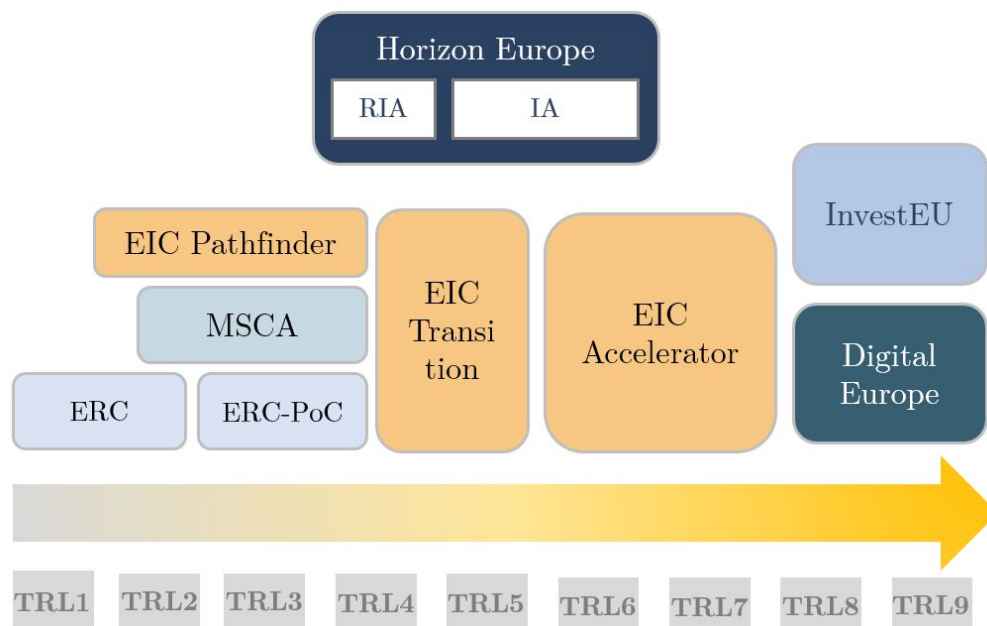 Horizon Europe
RIA
IA
InvestEU
EIC Pathfinder
EIC
Transi
tion
EIC
Accelerator
MSCA
Digital
Europe
ERC
ERC-PoC
TRL1
TRL2
TRL3
TRL4
TRL5
TRL6
TRL7
TRL8
TRL9